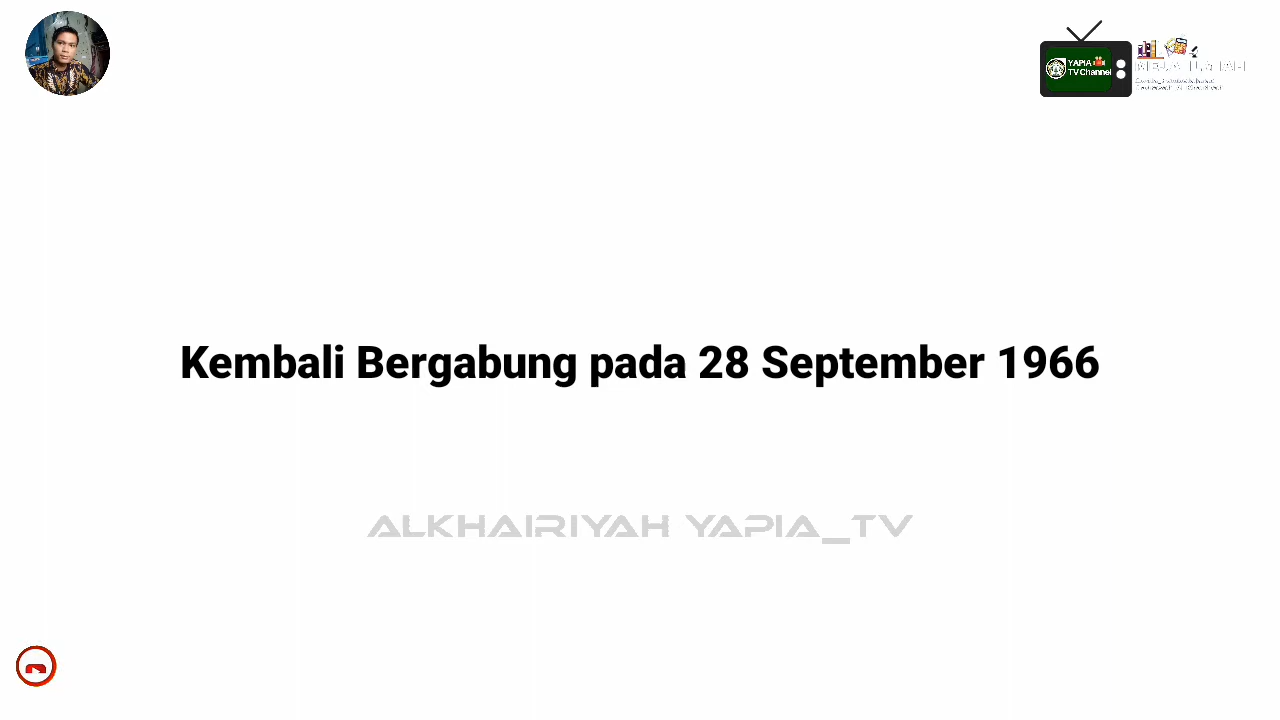 YAPIA
TV Channel
Kembali Bergabung pada 28 September 1966
ALKHAIRIYAH YAPIA_TV